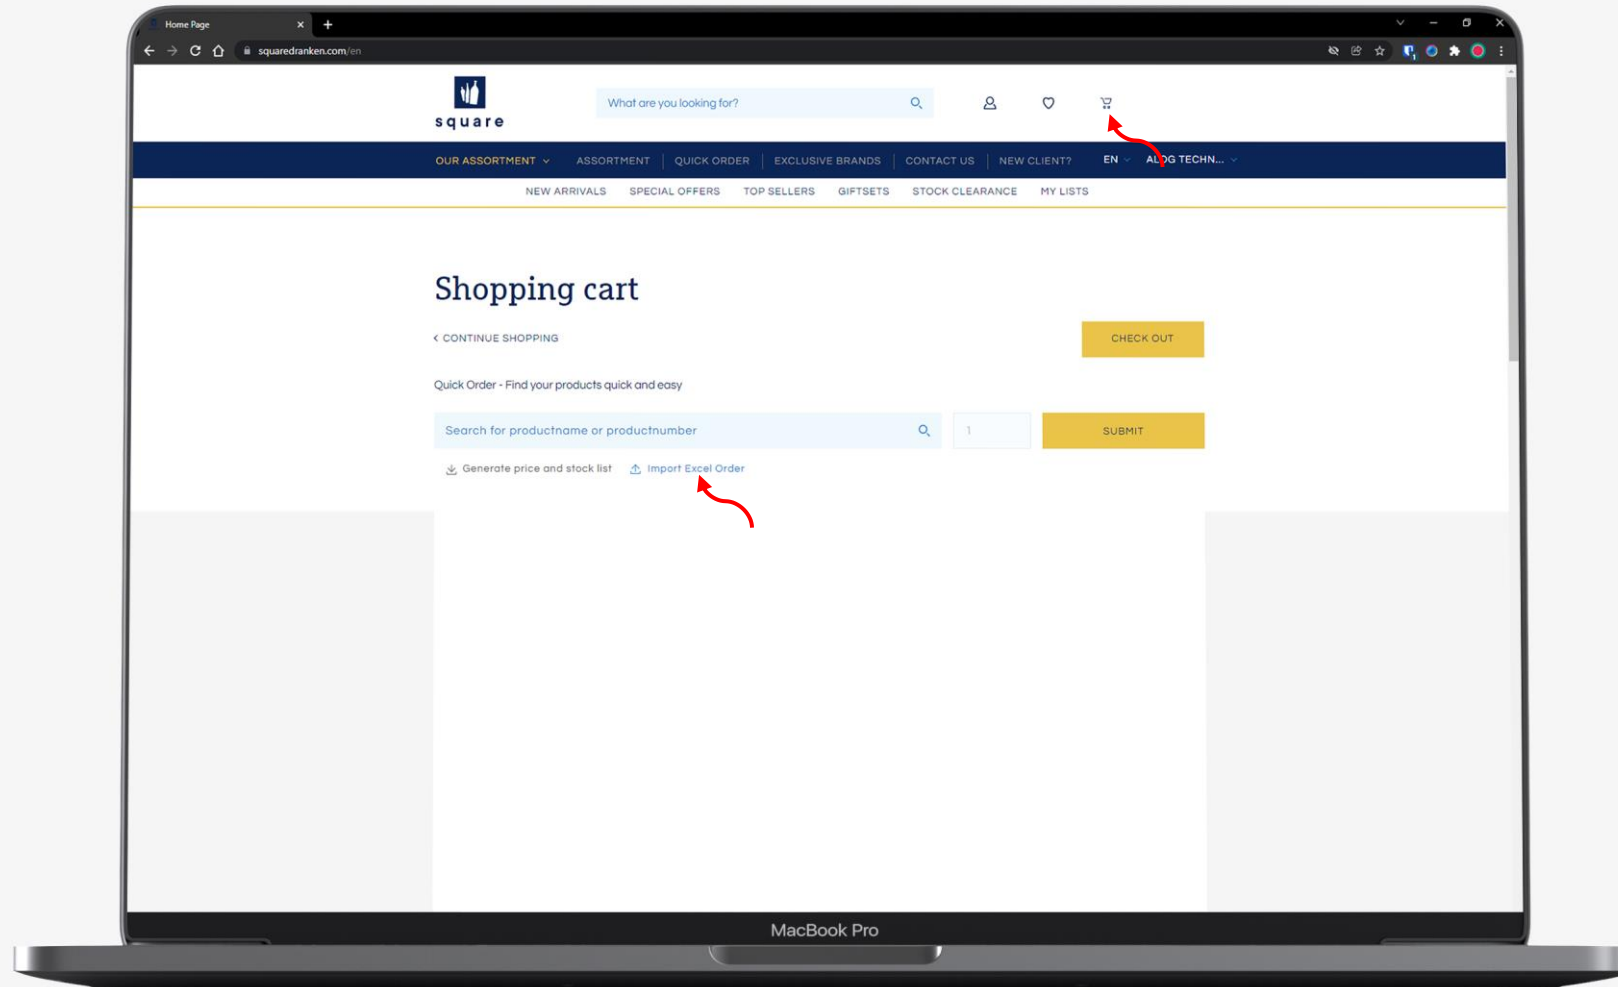 Home Page
squaredranken.com/en
square
What are you looking for?
OUR ASSORTMENT
ASSORTMENT
QUICK ORDER
EXCLUSIVE BRANDS
CONTACT US
NEW CLIENT?
EN
NEW ARRIVALS
SPECIAL OFFERS
TOP SELLERS
GIFTSETS
STOCK CLEARANCE
MY LISTS
Shopping cart
CONTINUE SHOPPING
CHECK OUT
Quick Order - Find your products quick and easy
Search for productname or productnumber
1
SUBMIT
Generate price and stock list
Import Excel Order
MacBook Pro